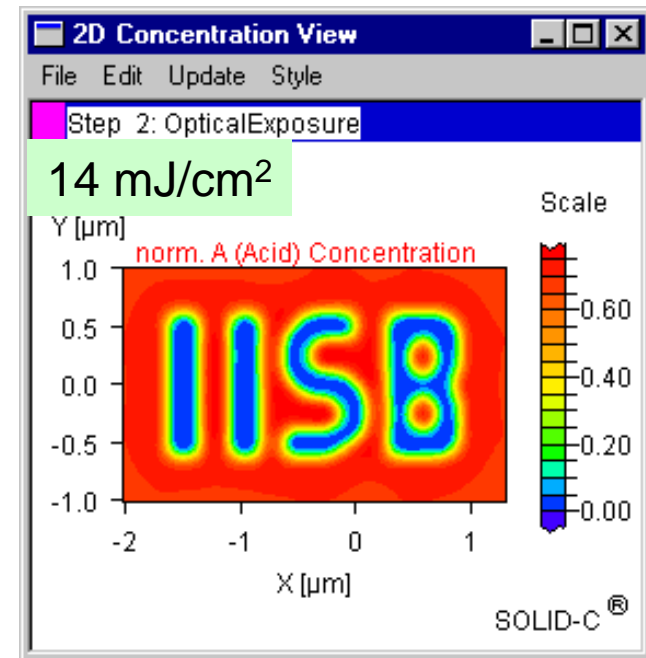 2D Concentration View
File Edit Update Style
Step 2: OpticalExposure
14 mJ/cm²
Scale
Y [µm]
norm. A (Acid) Concentration
1.0
0.5
0.0
-0.5
-1.0
IISB
0.60
0.40
0.20
0.00
-2 -1 0 1
X [µm]
SOLID-C ®